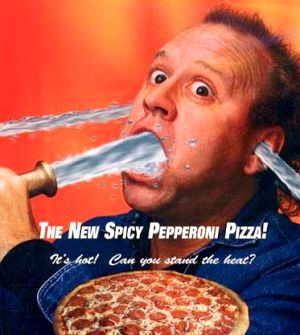 THE NEW SPICY PEPPERONI PIZZA!
It's hot! Can you stand the heat?